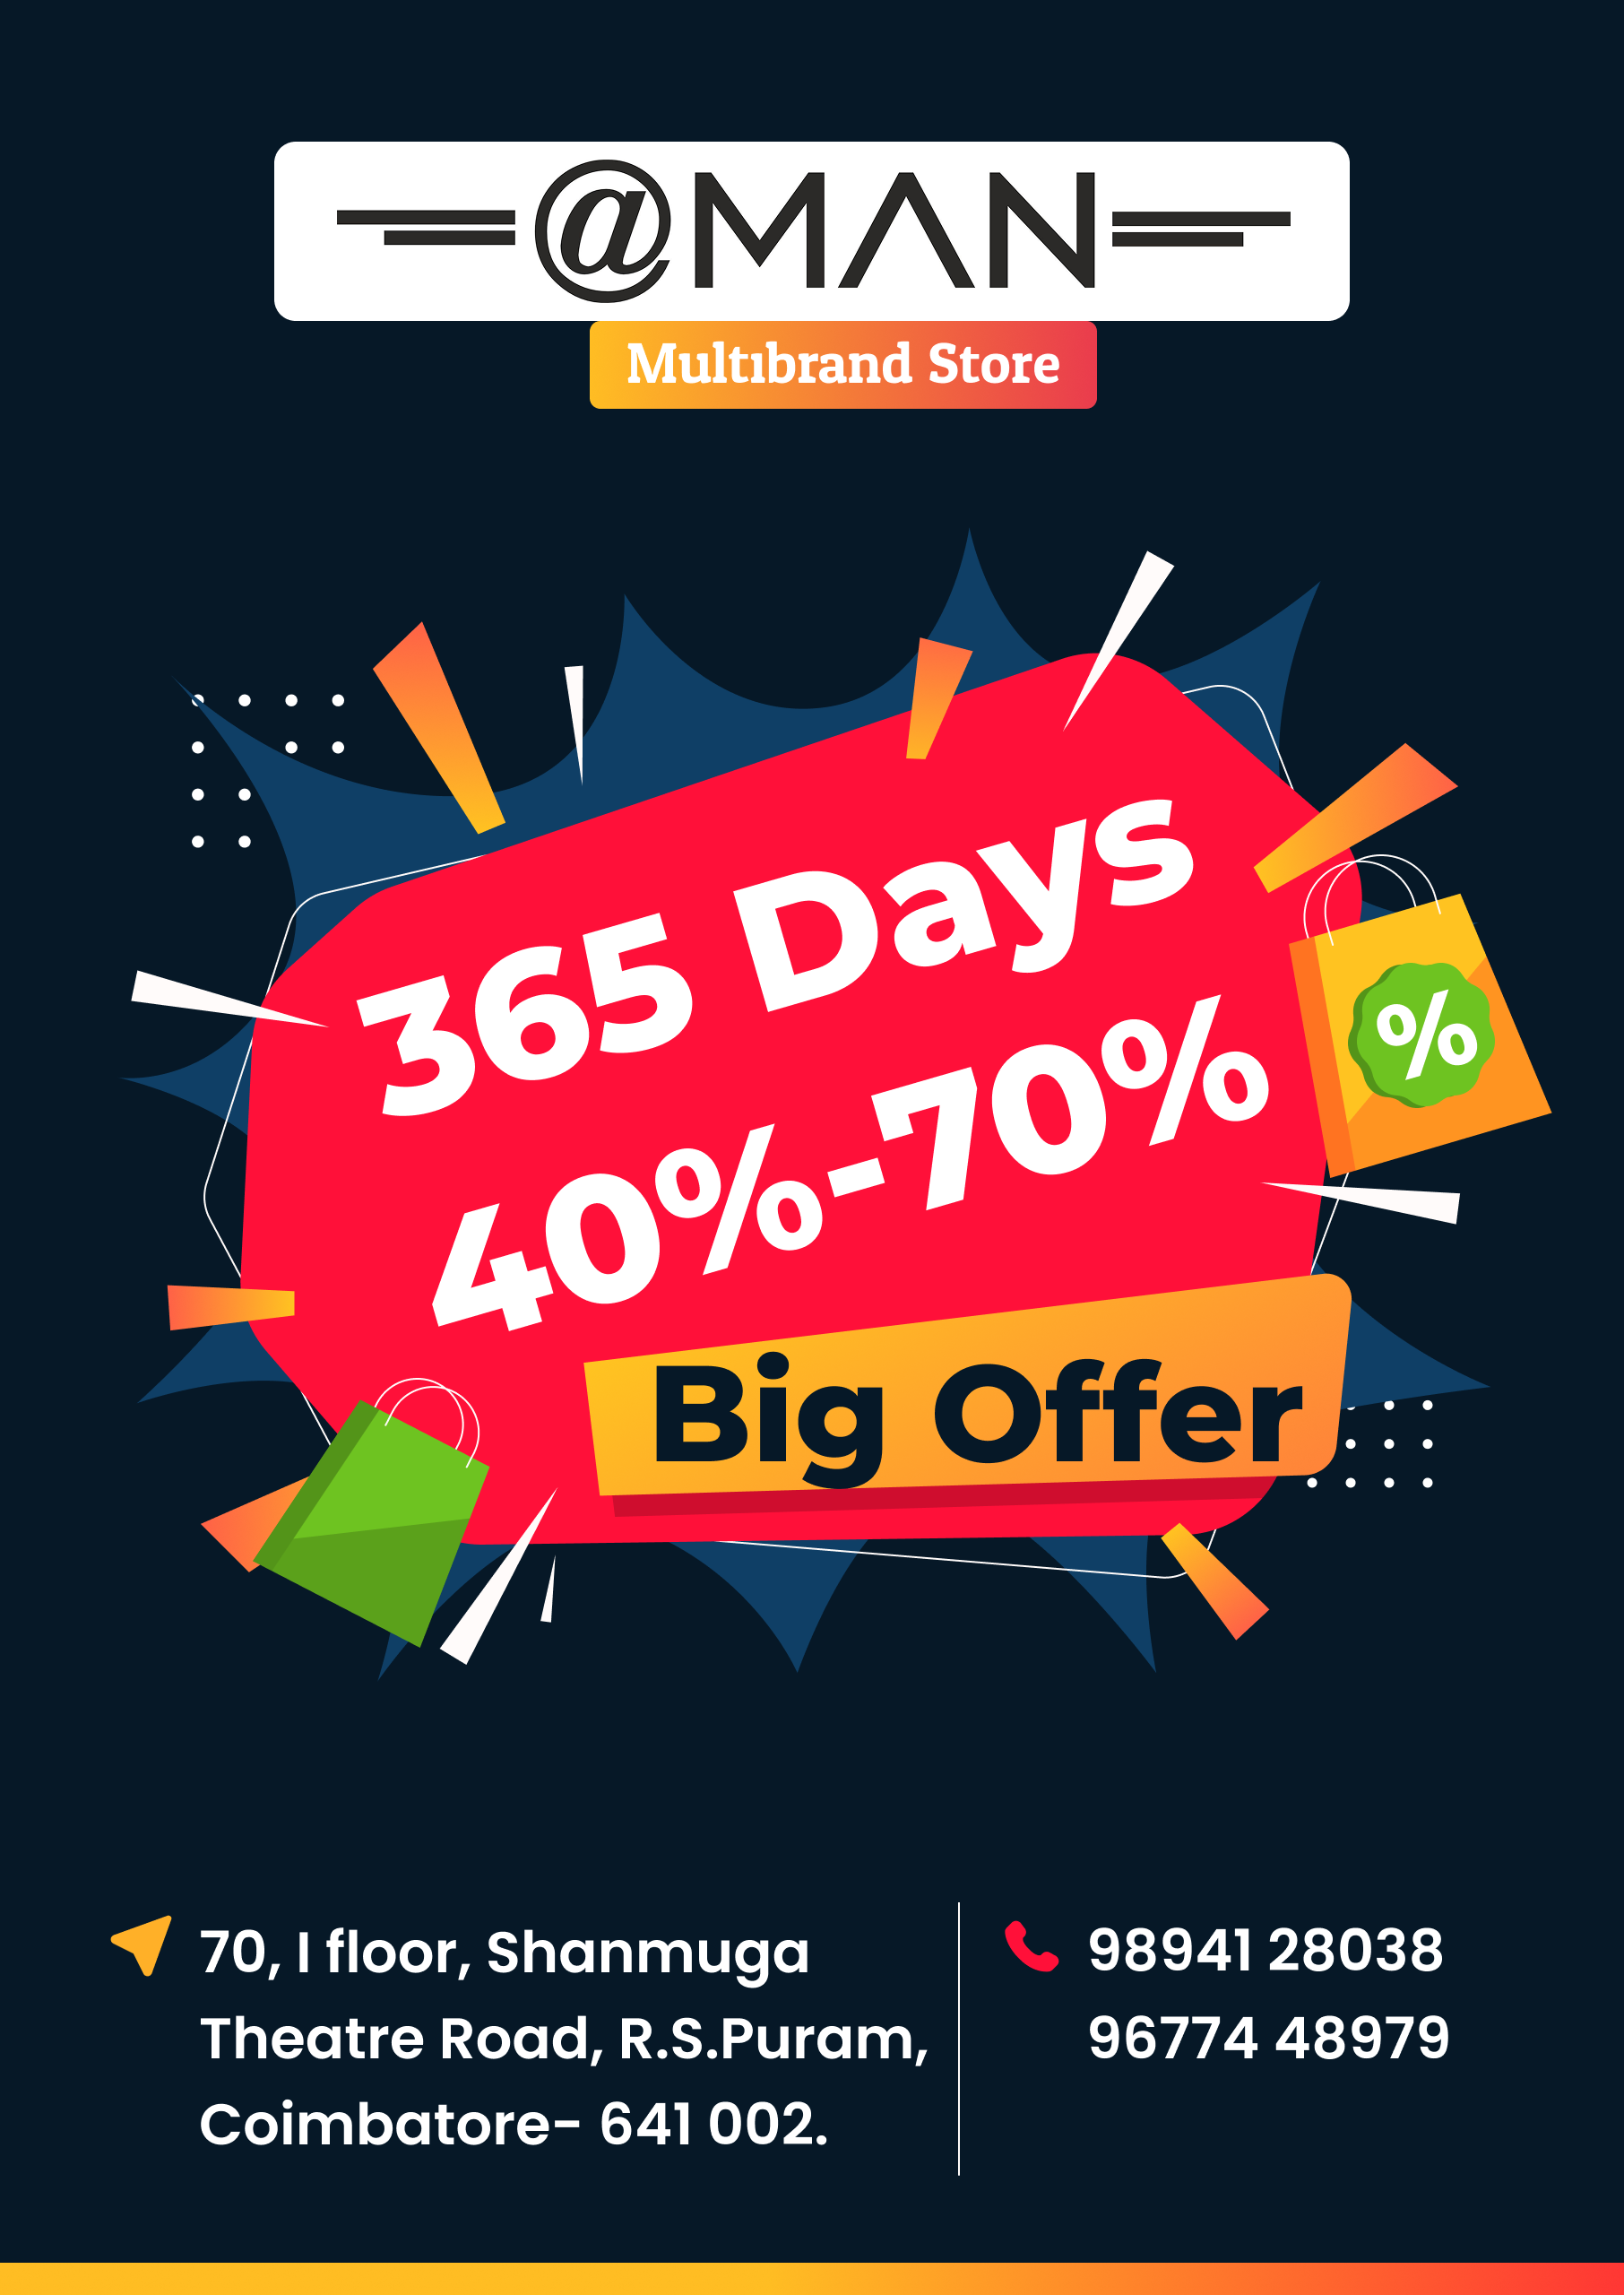 @MAN
Multibrand Store
365 Days
40%-70%
%
Big Offer
70, I floor, Shanmuga
Theatre Road, R.S.Puram,
Coimbatore- 641 002.
98941 28038
96774 48979